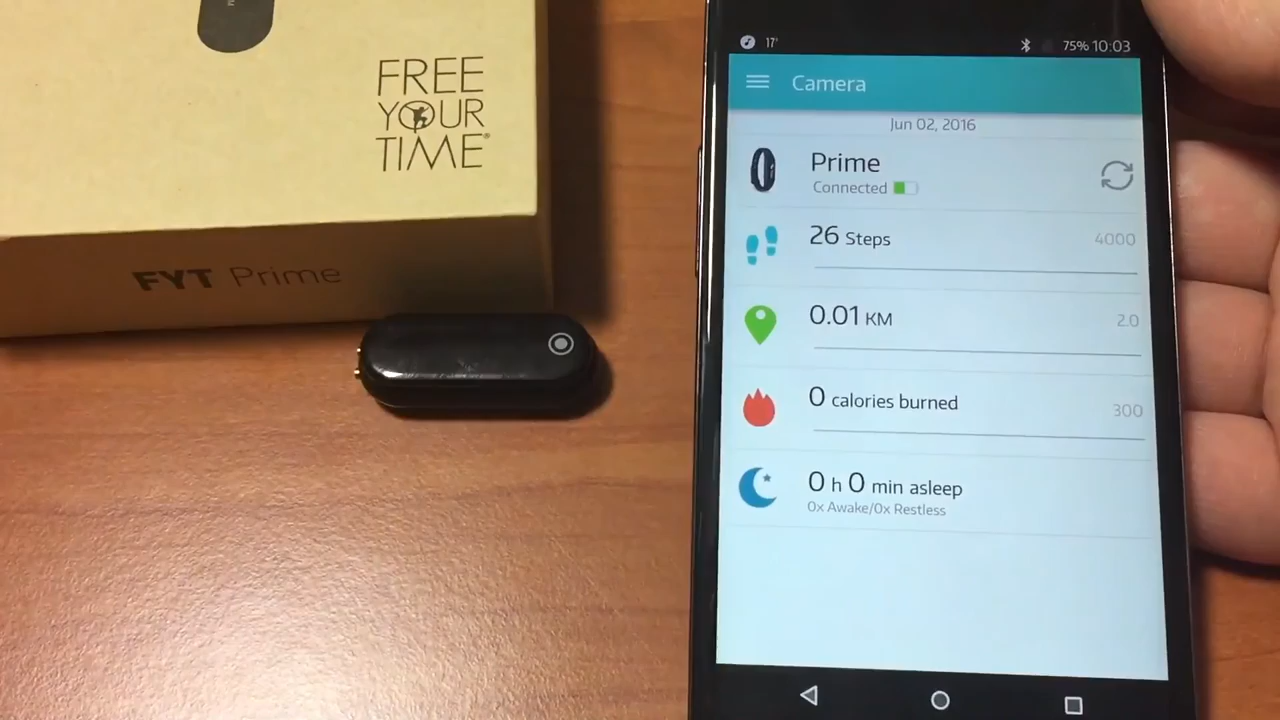 FREE
YOUR
TIME®
FYT Prime
17°
75% 10:03
Camera
Jun 02, 2016
Prime
Connected
26 Steps
4000
0.01 KM
2.0
0 calories burned
300
0 h 0 min asleep
0x Awake/0x Restless